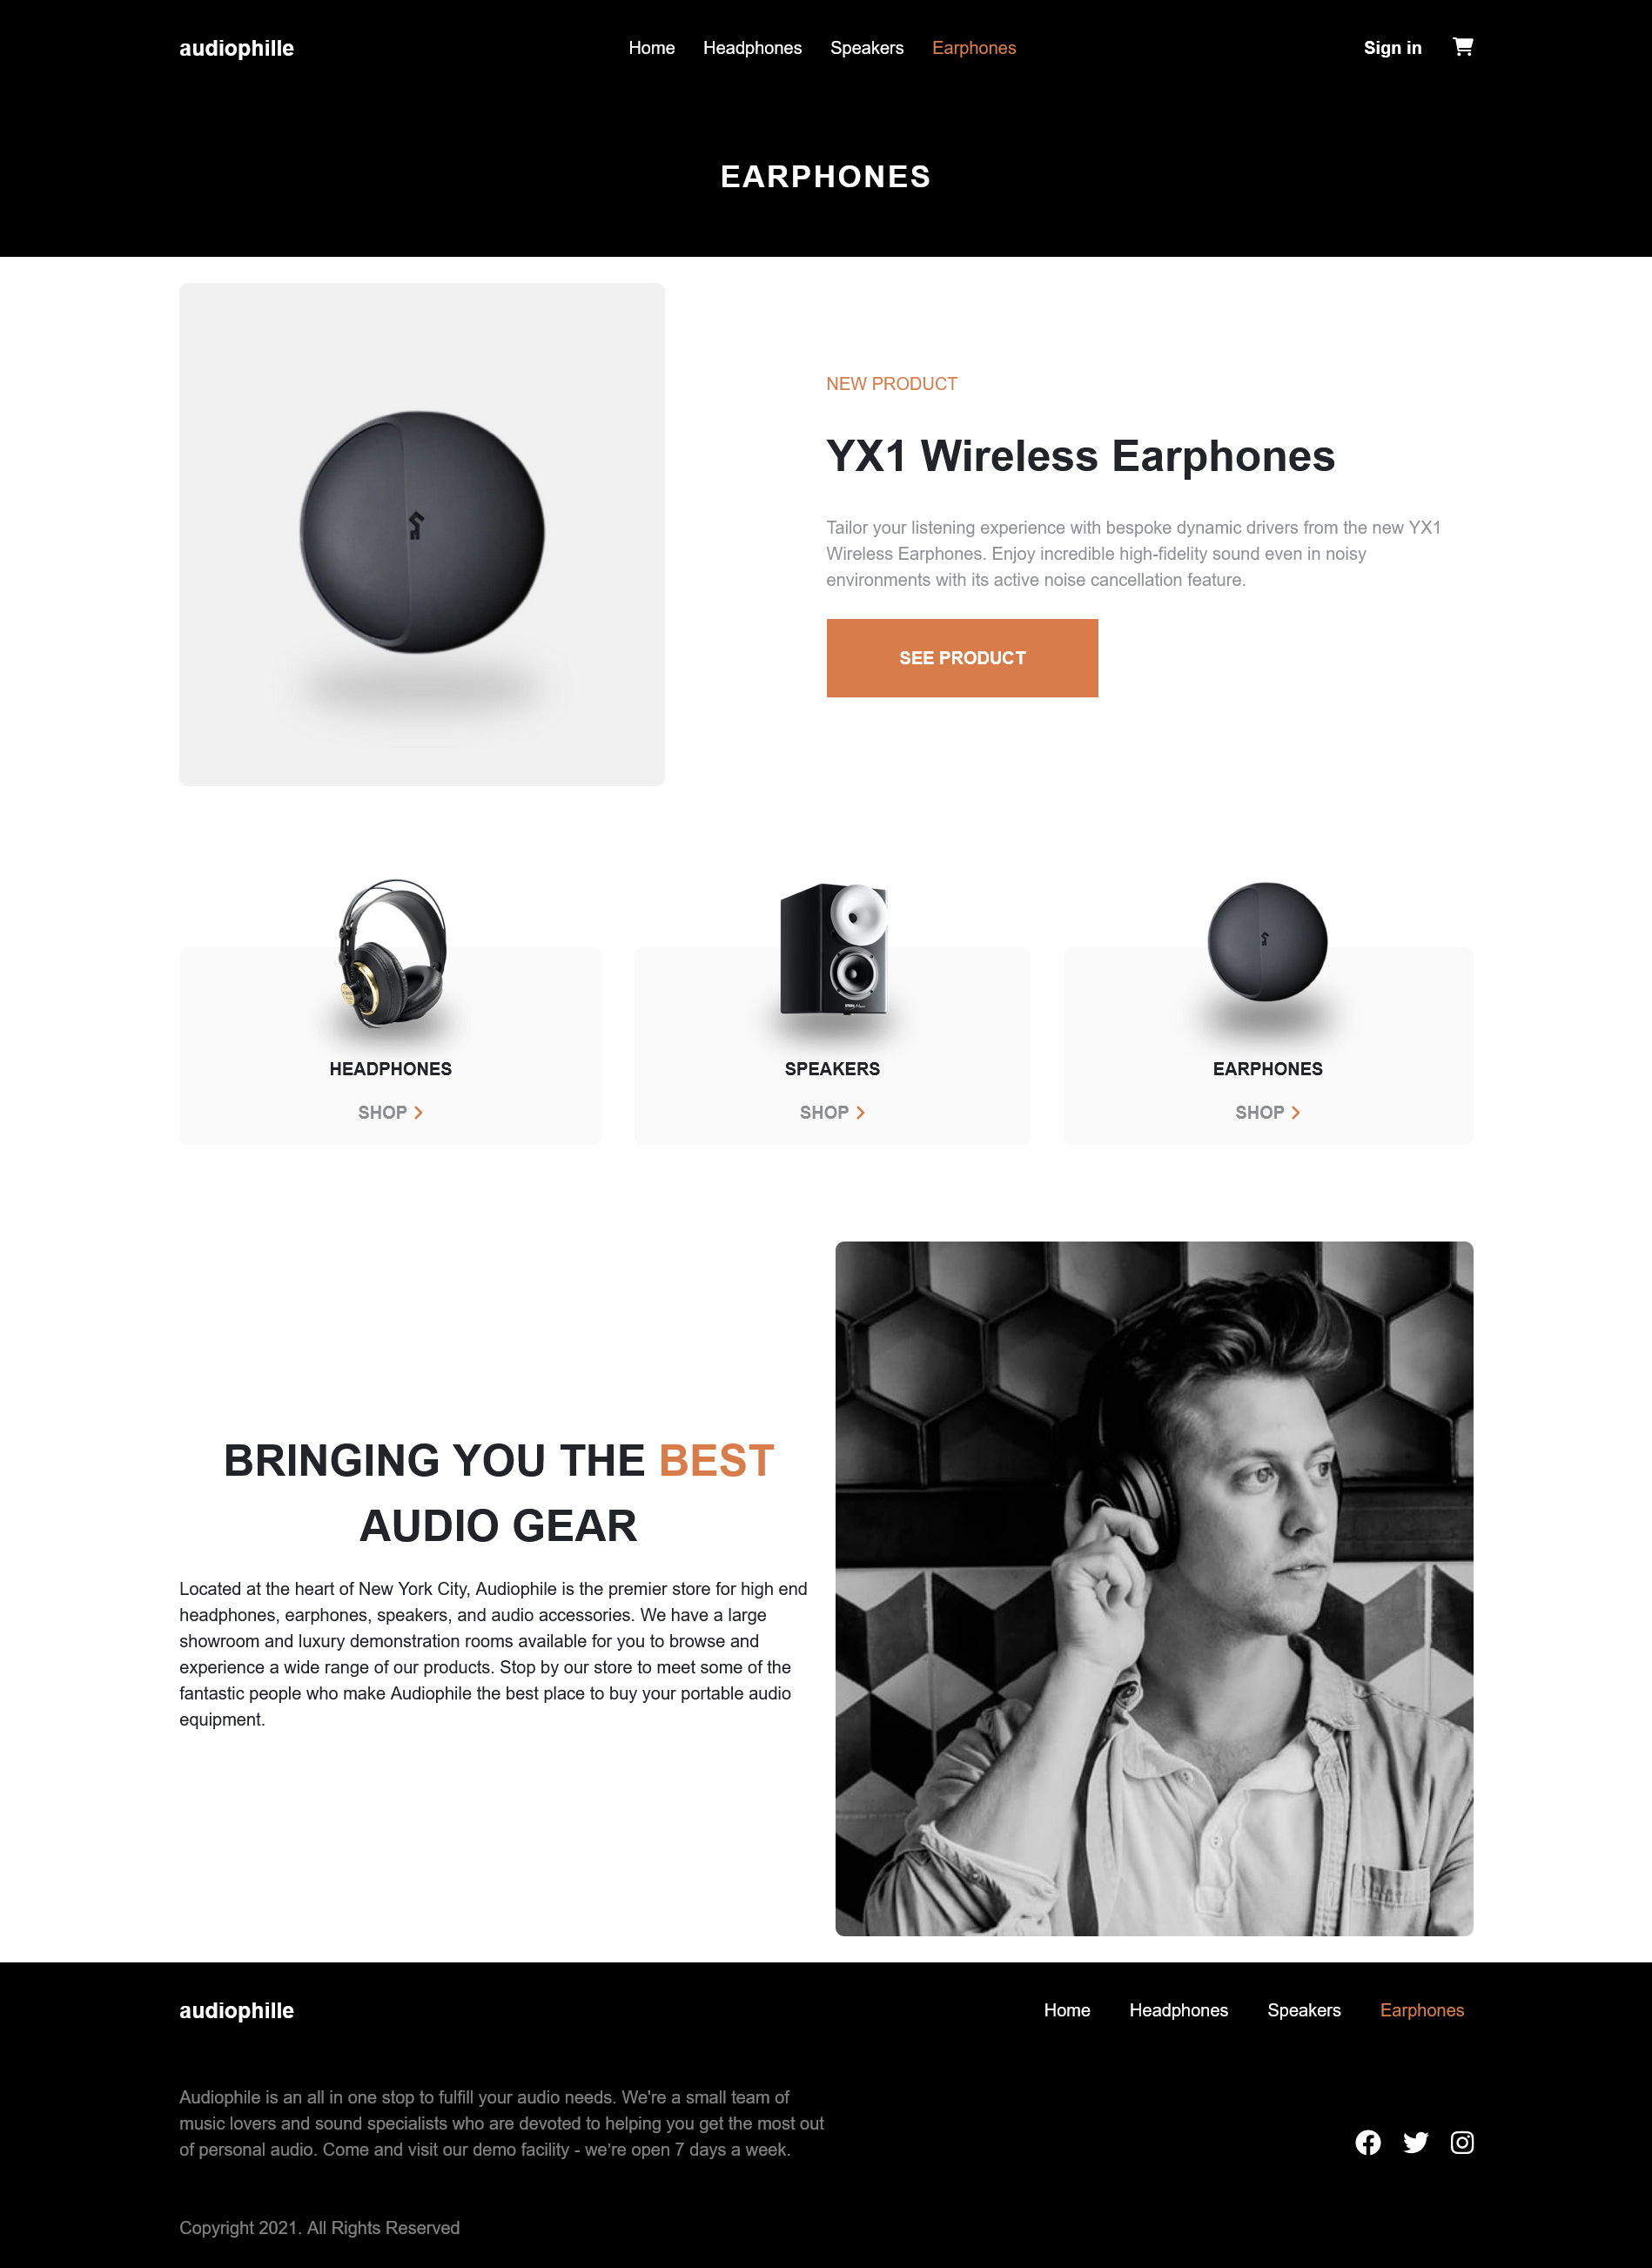 audiophille
Home Headphones Speakers Earphones
Sign in
EARPHONES
NEW PRODUCT
YX1 Wireless Earphones
Tailor your listening experience with bespoke dynamic drivers from the new YX1
Wireless Earphones. Enjoy incredible high-fidelity sound even in noisy
environments with its active noise cancellation feature.
SEE PRODUCT
HEADPHONES
SHOP
SPEAKERS
SHOP
EARPHONES
SHOP
BRINGING YOU THE BEST
AUDIO GEAR
Located at the heart of New York City, Audiophile is the premier store for high end
headphones, earphones, speakers, and audio accessories. We have a large
showroom and luxury demonstration rooms available for you to browse and
experience a wide range of our products. Stop by our store to meet some of the
fantastic people who make Audiophile the best place to buy your portable audio
equipment.
audiophille
Home Headphones Speakers Earphones
Audiophile is an all in one stop to fulfill your audio needs. We're a small team of
music lovers and sound specialists who are devoted to helping you get the most out
of personal audio. Come and visit our demo facility - we're open 7 days a week.
Copyright 2021. All Rights Reserved